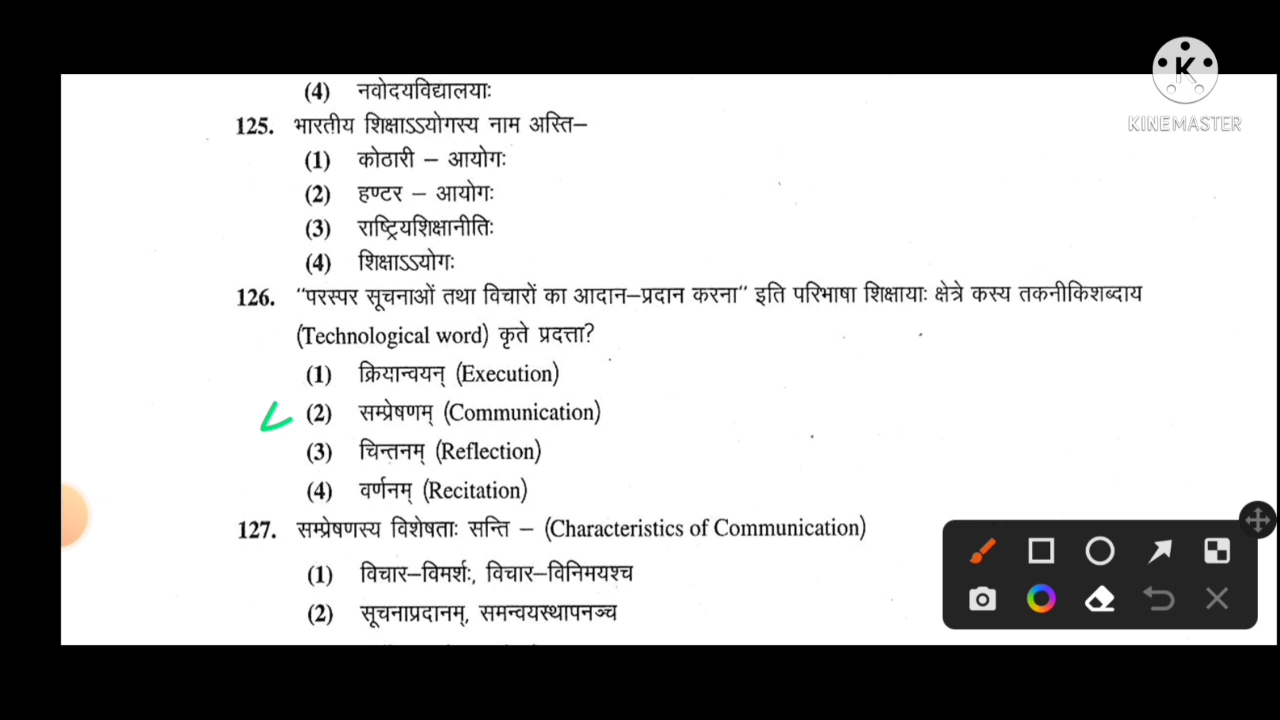 (4) नवोदयविद्यालयाः
125. भारतीय शिक्षाऽऽयोगस्य नाम अस्ति–
(1) कोठारी – आयोगः
(2) हण्टर – आयोगः
(3) राष्ट्रियशिक्षानीतिः
(4) शिक्षाऽऽयोगः
126. “परस्पर सूचनाओं तथा विचारों का आदान–प्रदान करना” इति परिभाषा शिक्षायाः क्षेत्रे कस्य तकनीकिशब्दाय
(Technological word) कृते प्रदत्ता?
(1) क्रियान्वयन् (Execution)
(2) सम्प्रेषणम् (Communication)
(3) चिन्तनम् (Reflection)
(4) वर्णनम् (Recitation)
127. सम्प्रेषणस्य विशेषताः सन्ति – (Characteristics of Communication)
(1) विचार–विमर्शः, विचार–विनिमयश्च
(2) सूचनाप्रदानम्, समन्वयस्थापनञ्च
K
KINEMASTER